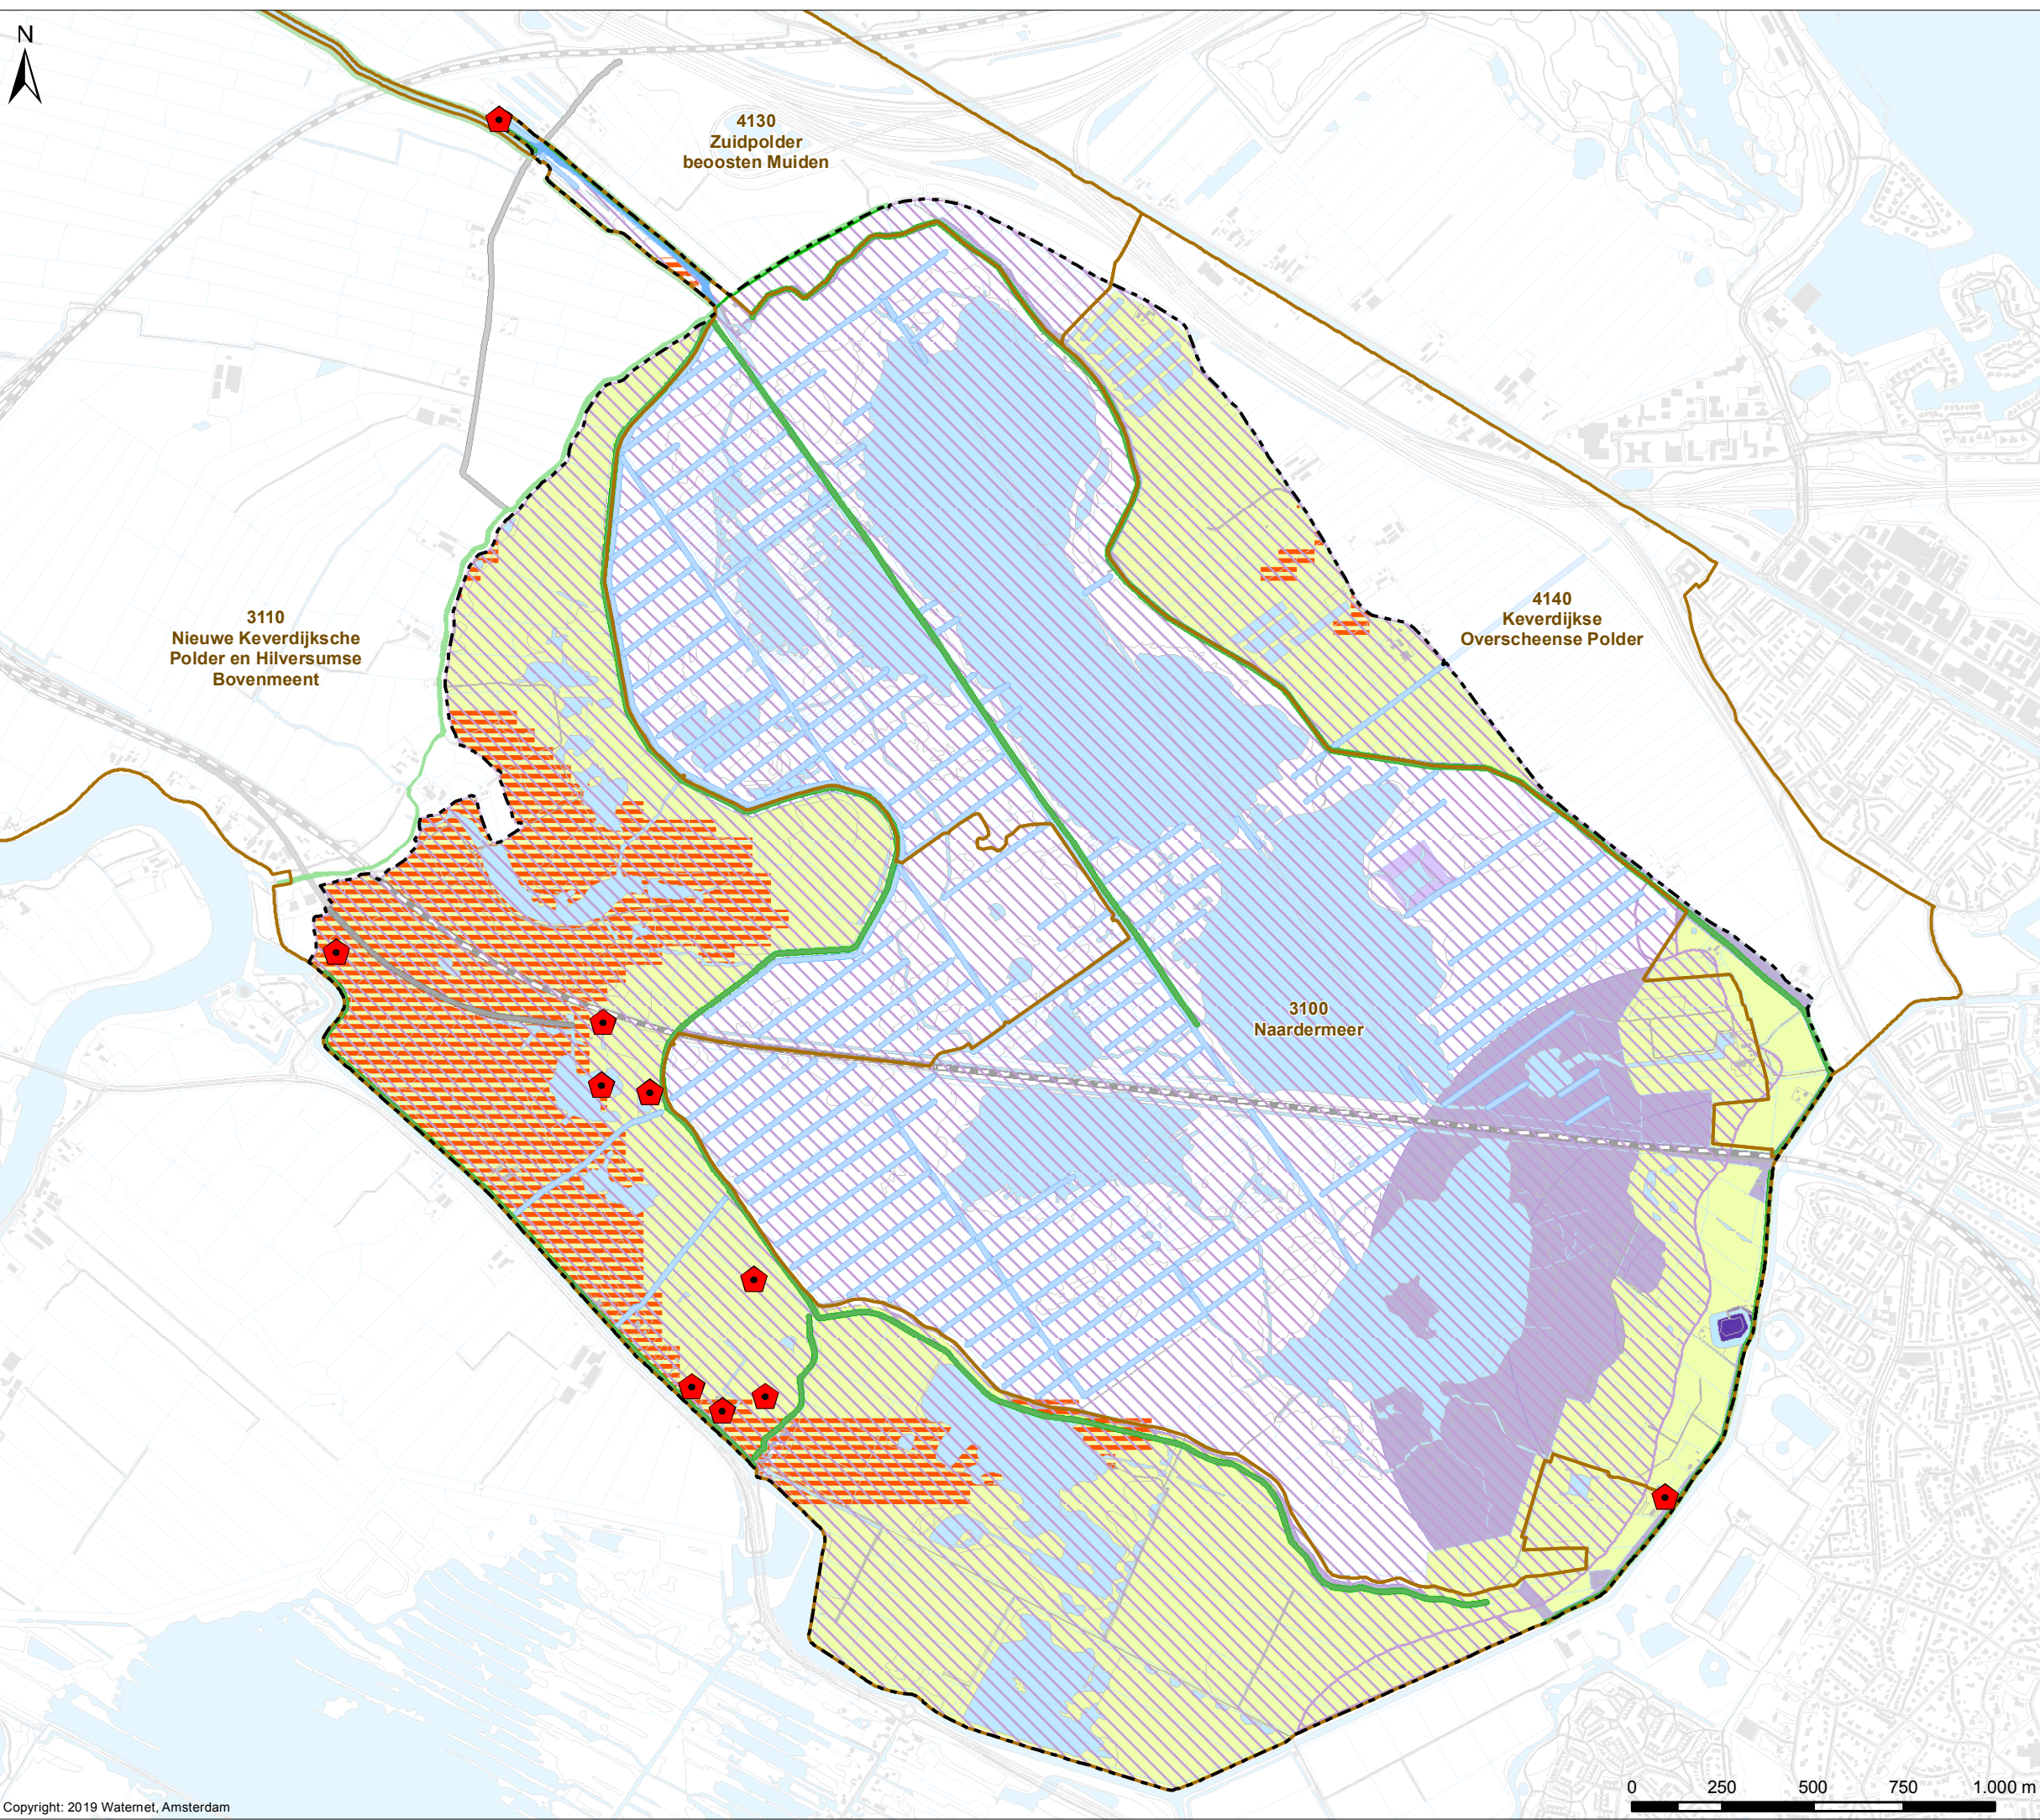 N
4130
Zuidpolder
beoosten Muiden
3110
Nieuwe Keverdijksche
Polder en Hilversumse
Bovenmeent
4140
Keverdijkse
Overscheense Polder
3100
Naardermeer
0 250 500 750 1.000 m
Copyright: 2019 Waternet, Amsterdam